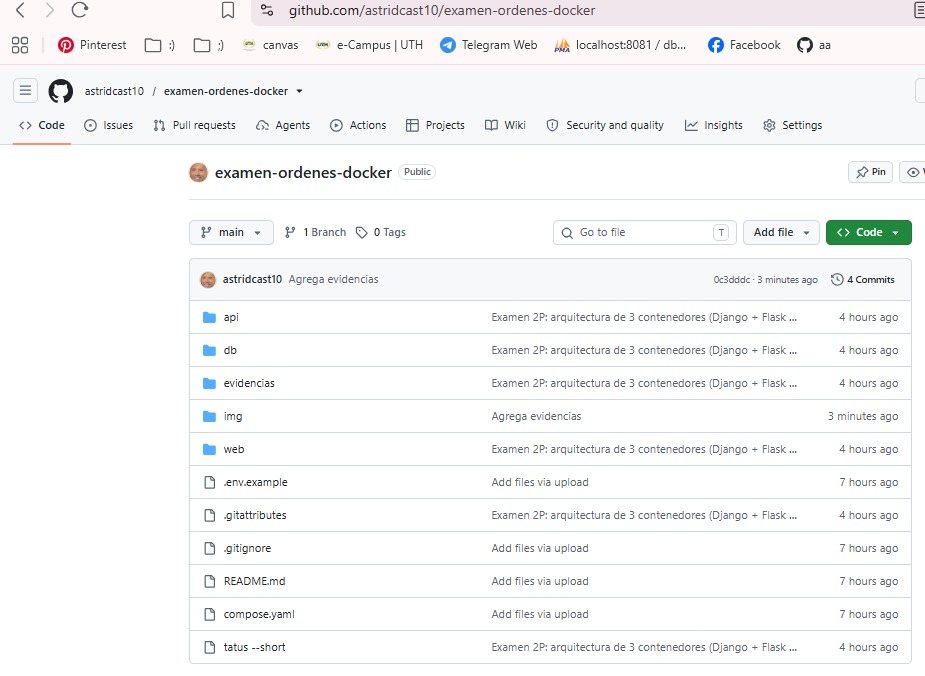 github.com/astridcast10/examen-ordenes-docker
Pinterest :) ;) canvas e-Campus | UTH Telegram Web localhost:8081 / db... Facebook aa
astridcast10 / examen-ordenes-docker
Code Issues Pull requests Agents Actions Projects Wiki Security and quality Insights Settings
examen-ordenes-docker Public Pin
main 1 Branch 0 Tags Go to file T Add file Code
astridcast10 Agrega evidencias 0c3dddc · 3 minutes ago 4 Commits
api Examen 2P: arquitectura de 3 contenedores (Django + Flask ... 4 hours ago
db Examen 2P: arquitectura de 3 contenedores (Django + Flask ... 4 hours ago
evidencias Examen 2P: arquitectura de 3 contenedores (Django + Flask ... 4 hours ago
img Agrega evidencias 3 minutes ago
web Examen 2P: arquitectura de 3 contenedores (Django + Flask ... 4 hours ago
.env.example Add files via upload 7 hours ago
.gitattributes Examen 2P: arquitectura de 3 contenedores (Django + Flask ... 4 hours ago
.gitignore Add files via upload 7 hours ago
README.md Add files via upload 7 hours ago
compose.yaml Add files via upload 7 hours ago
tatus --short Examen 2P: arquitectura de 3 contenedores (Django + Flask ... 4 hours ago